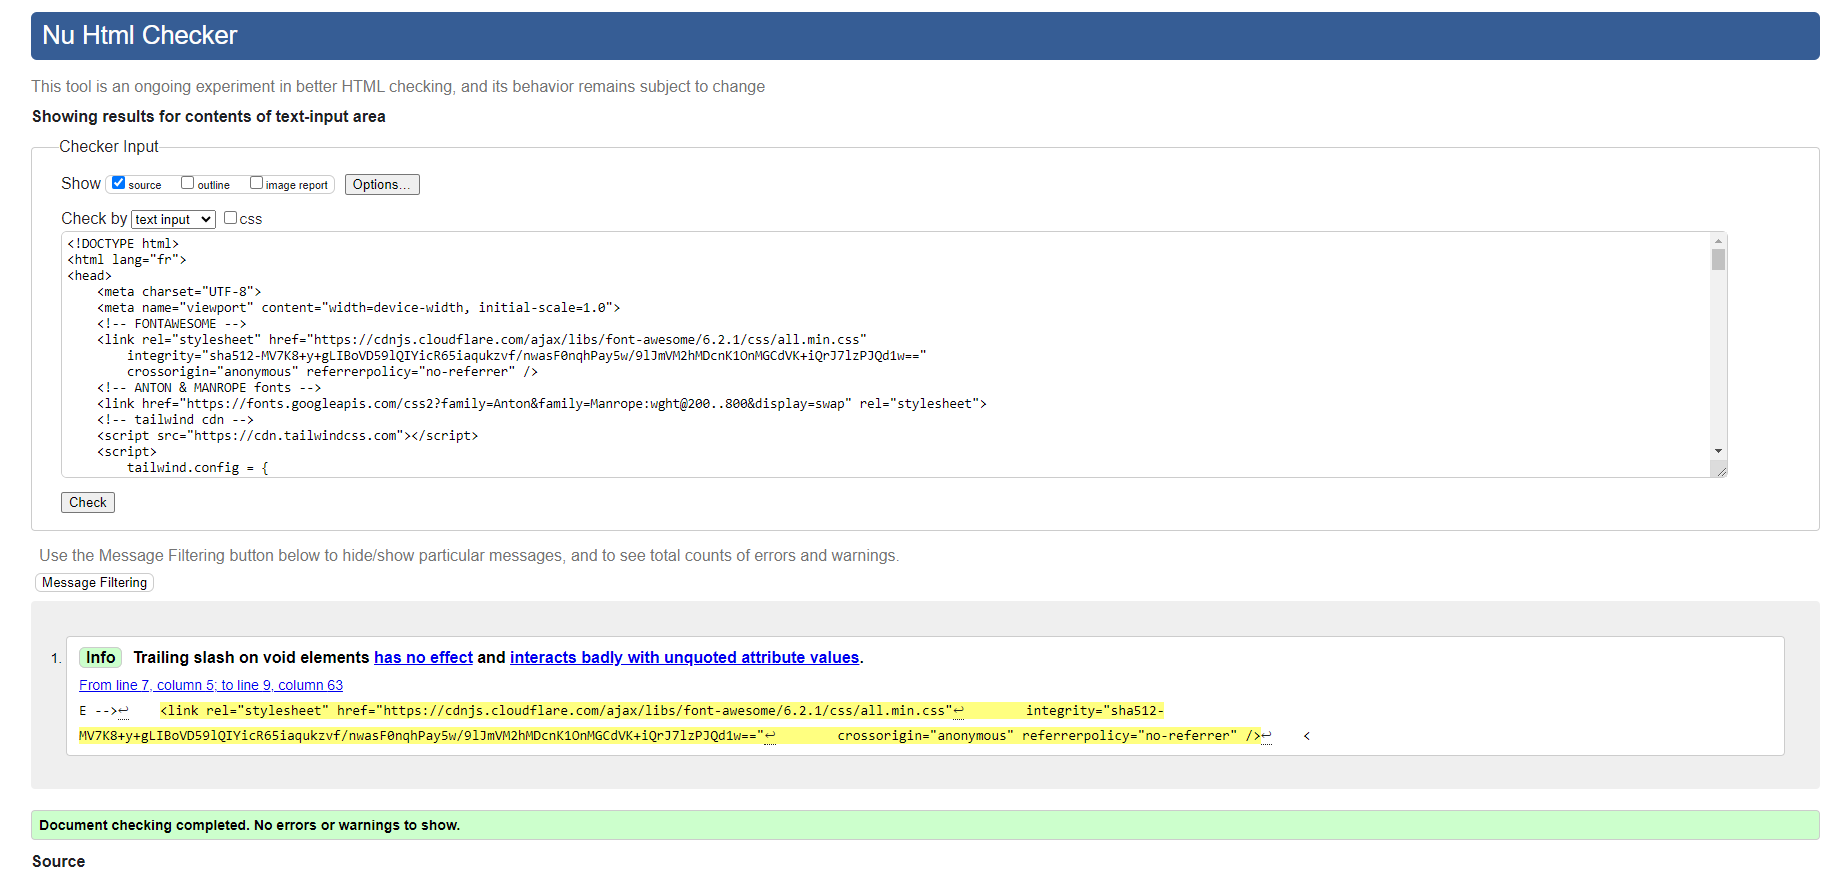 Nu Html Checker
This tool is an ongoing experiment in better HTML checking, and its behavior remains subject to change
Showing results for contents of text-input area
Checker Input
Show source outline image report Options...
Check by text input css
<!DOCTYPE html>
<html lang="fr">
<head>
    <meta charset="UTF-8">
    <meta name="viewport" content="width=device-width, initial-scale=1.0">
    <!-- FONTAWESOME -->
    <link rel="stylesheet" href="https://cdnjs.cloudflare.com/ajax/libs/font-awesome/6.2.1/css/all.min.css"
        integrity="sha512-MV7K8+y+gLIBoVD59lQIYicR65iaqukzvf/nwasF0nqhPay5w/9lJmVM2hMDcnK1OnMGCdVK+iQrJ7lzPJQd1w=="
        crossorigin="anonymous" referrerpolicy="no-referrer" />
    <!-- ANTON & MANROPE fonts -->
    <link href="https://fonts.googleapis.com/css2?family=Anton&family=Manrope:wght@200..800&display=swap" rel="stylesheet">
    <!-- tailwind cdn -->
    <script src="https://cdn.tailwindcss.com"></script>
    <script>
        tailwind.config = {
Check
Use the Message Filtering button below to hide/show particular messages, and to see total counts of errors and warnings.
Message Filtering
1. Info Trailing slash on void elements has no effect and interacts badly with unquoted attribute values.
From line 7, column 5; to line 9, column 63
E -->↩    <link rel="stylesheet" href="https://cdnjs.cloudflare.com/ajax/libs/font-awesome/6.2.1/css/all.min.css"↩        integrity="sha512-
MV7K8+y+gLIBoVD59lQIYicR65iaqukzvf/nwasF0nqhPay5w/9lJmVM2hMDcnK1OnMGCdVK+iQrJ7lzPJQd1w=="↩        crossorigin="anonymous" referrerpolicy="no-referrer" />↩    <
Document checking completed. No errors or warnings to show.
Source